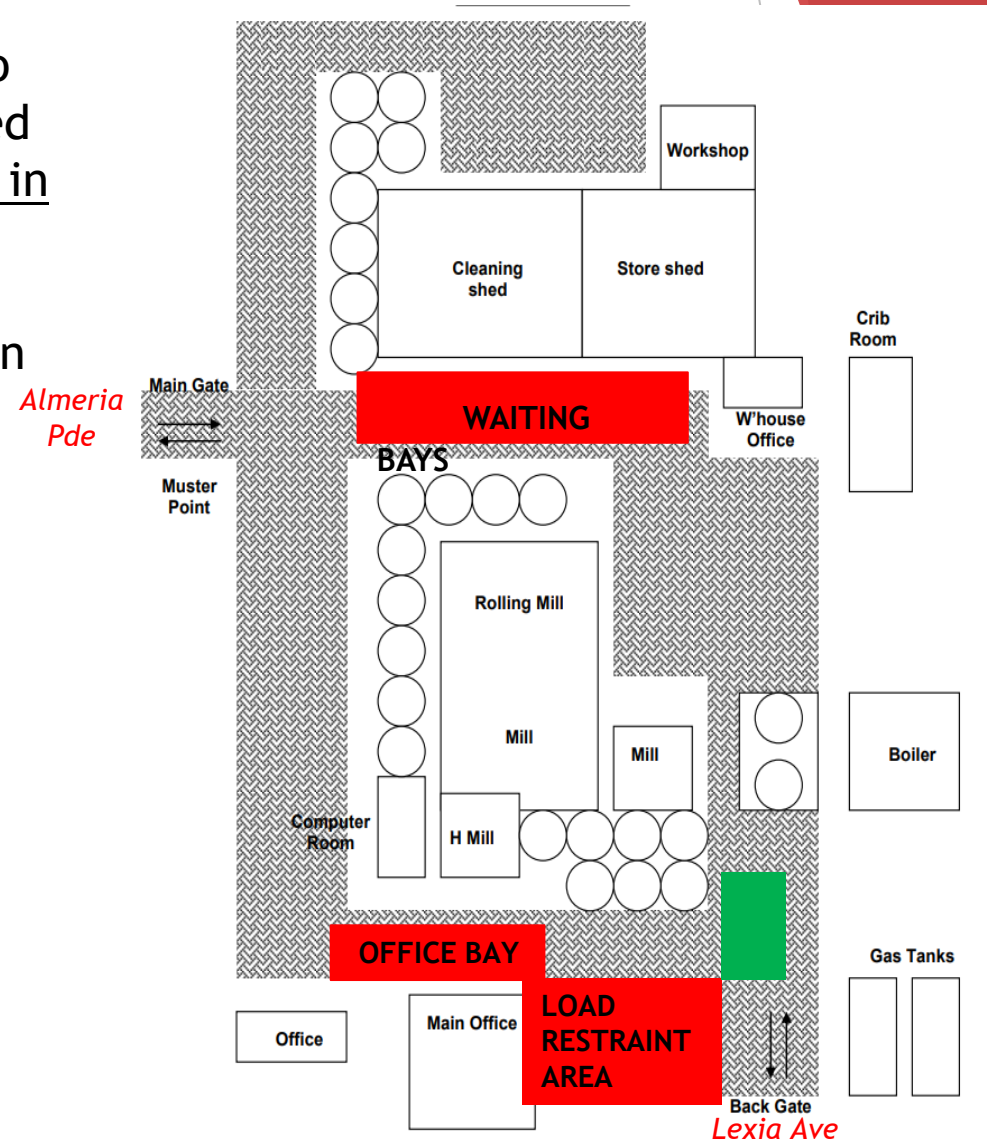 o
ed
in
n
Workshop
Cleaning
shed
Store shed
Crib
Room
Main Gate
Almeria
Pde
WAITING
BAYS
W'house
Office
Muster
Point
Rolling Mill
Mill
Mill
Boiler
Computer
Room
H Mill
OFFICE BAY
Gas Tanks
LOAD
RESTRAINT
AREA
Main Office
Office
Back Gate
Lexia Ave